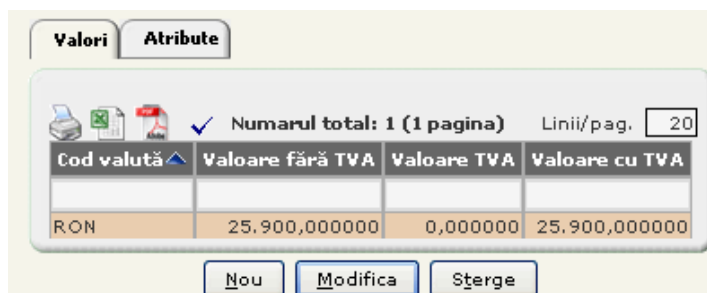 Valori Atribute
Numarul total: 1 (1 pagina) Linii/pag. 20
Cod valută Valoare fără TVA Valoare TVA Valoare cu TVA
RON 25.900,000000 0,000000 25.900,000000
Nou Modifica Sterge